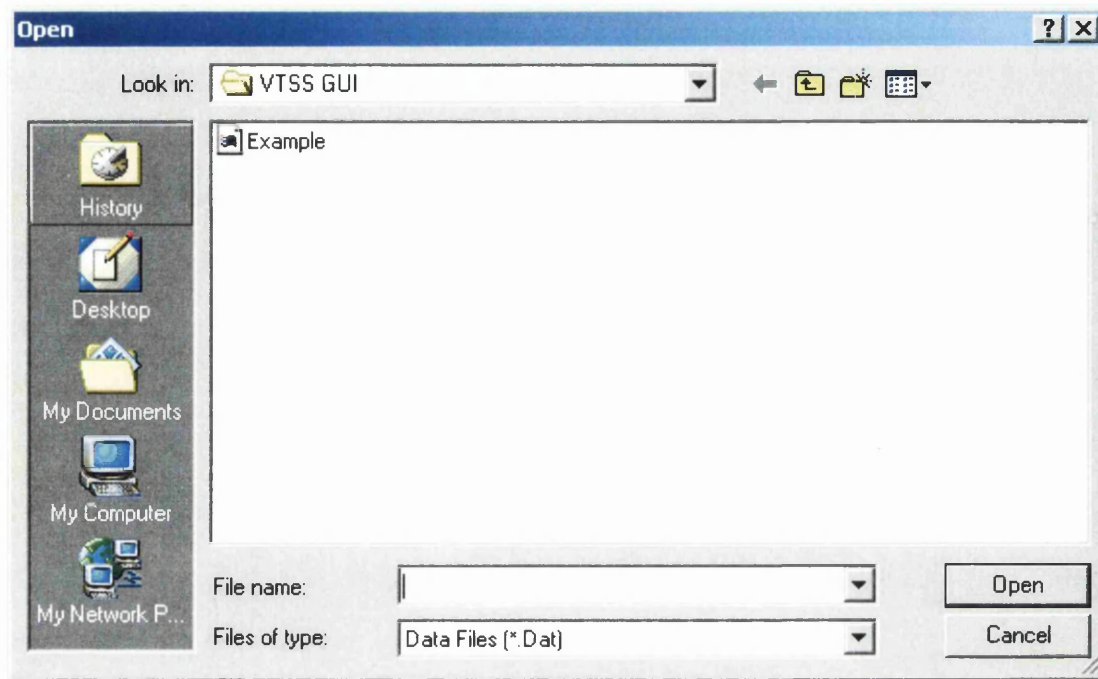 Open
Look in: VTSS GUI
Example
History
Desktop
My Documents
My Computer
My Network P...
File name:
Open
Files of type: Data Files (*.Dat)
Cancel